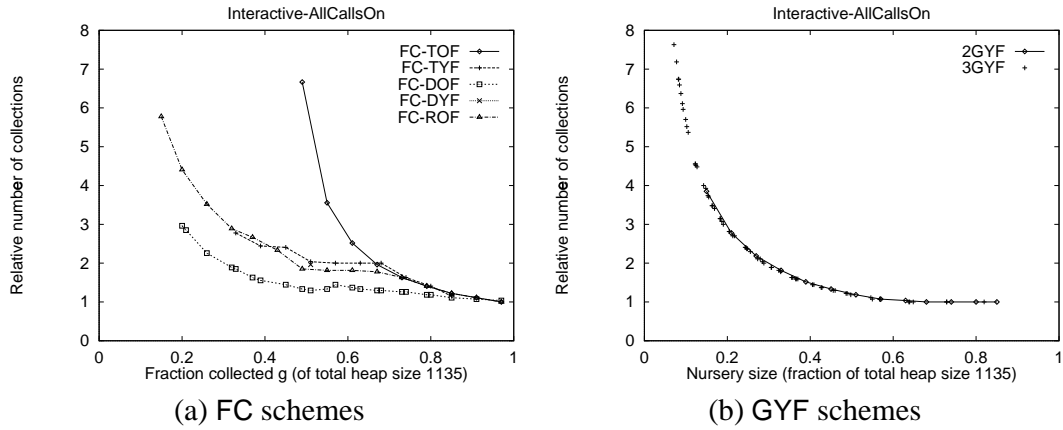 Interactive-AllCallsOn
Relative number of collections
8
7
6
5
4
3
2
1
0
FC-TOF
FC-TYF
FC-DOF
FC-DYF
FC-ROF
0 0.2 0.4 0.6 0.8 1
Fraction collected g (of total heap size 1135)
(a) FC schemes
Interactive-AllCallsOn
Relative number of collections
8
7
6
5
4
3
2
1
0
2GYF
3GYF
0 0.2 0.4 0.6 0.8 1
Nursery size (fraction of total heap size 1135)
(b) GYF schemes